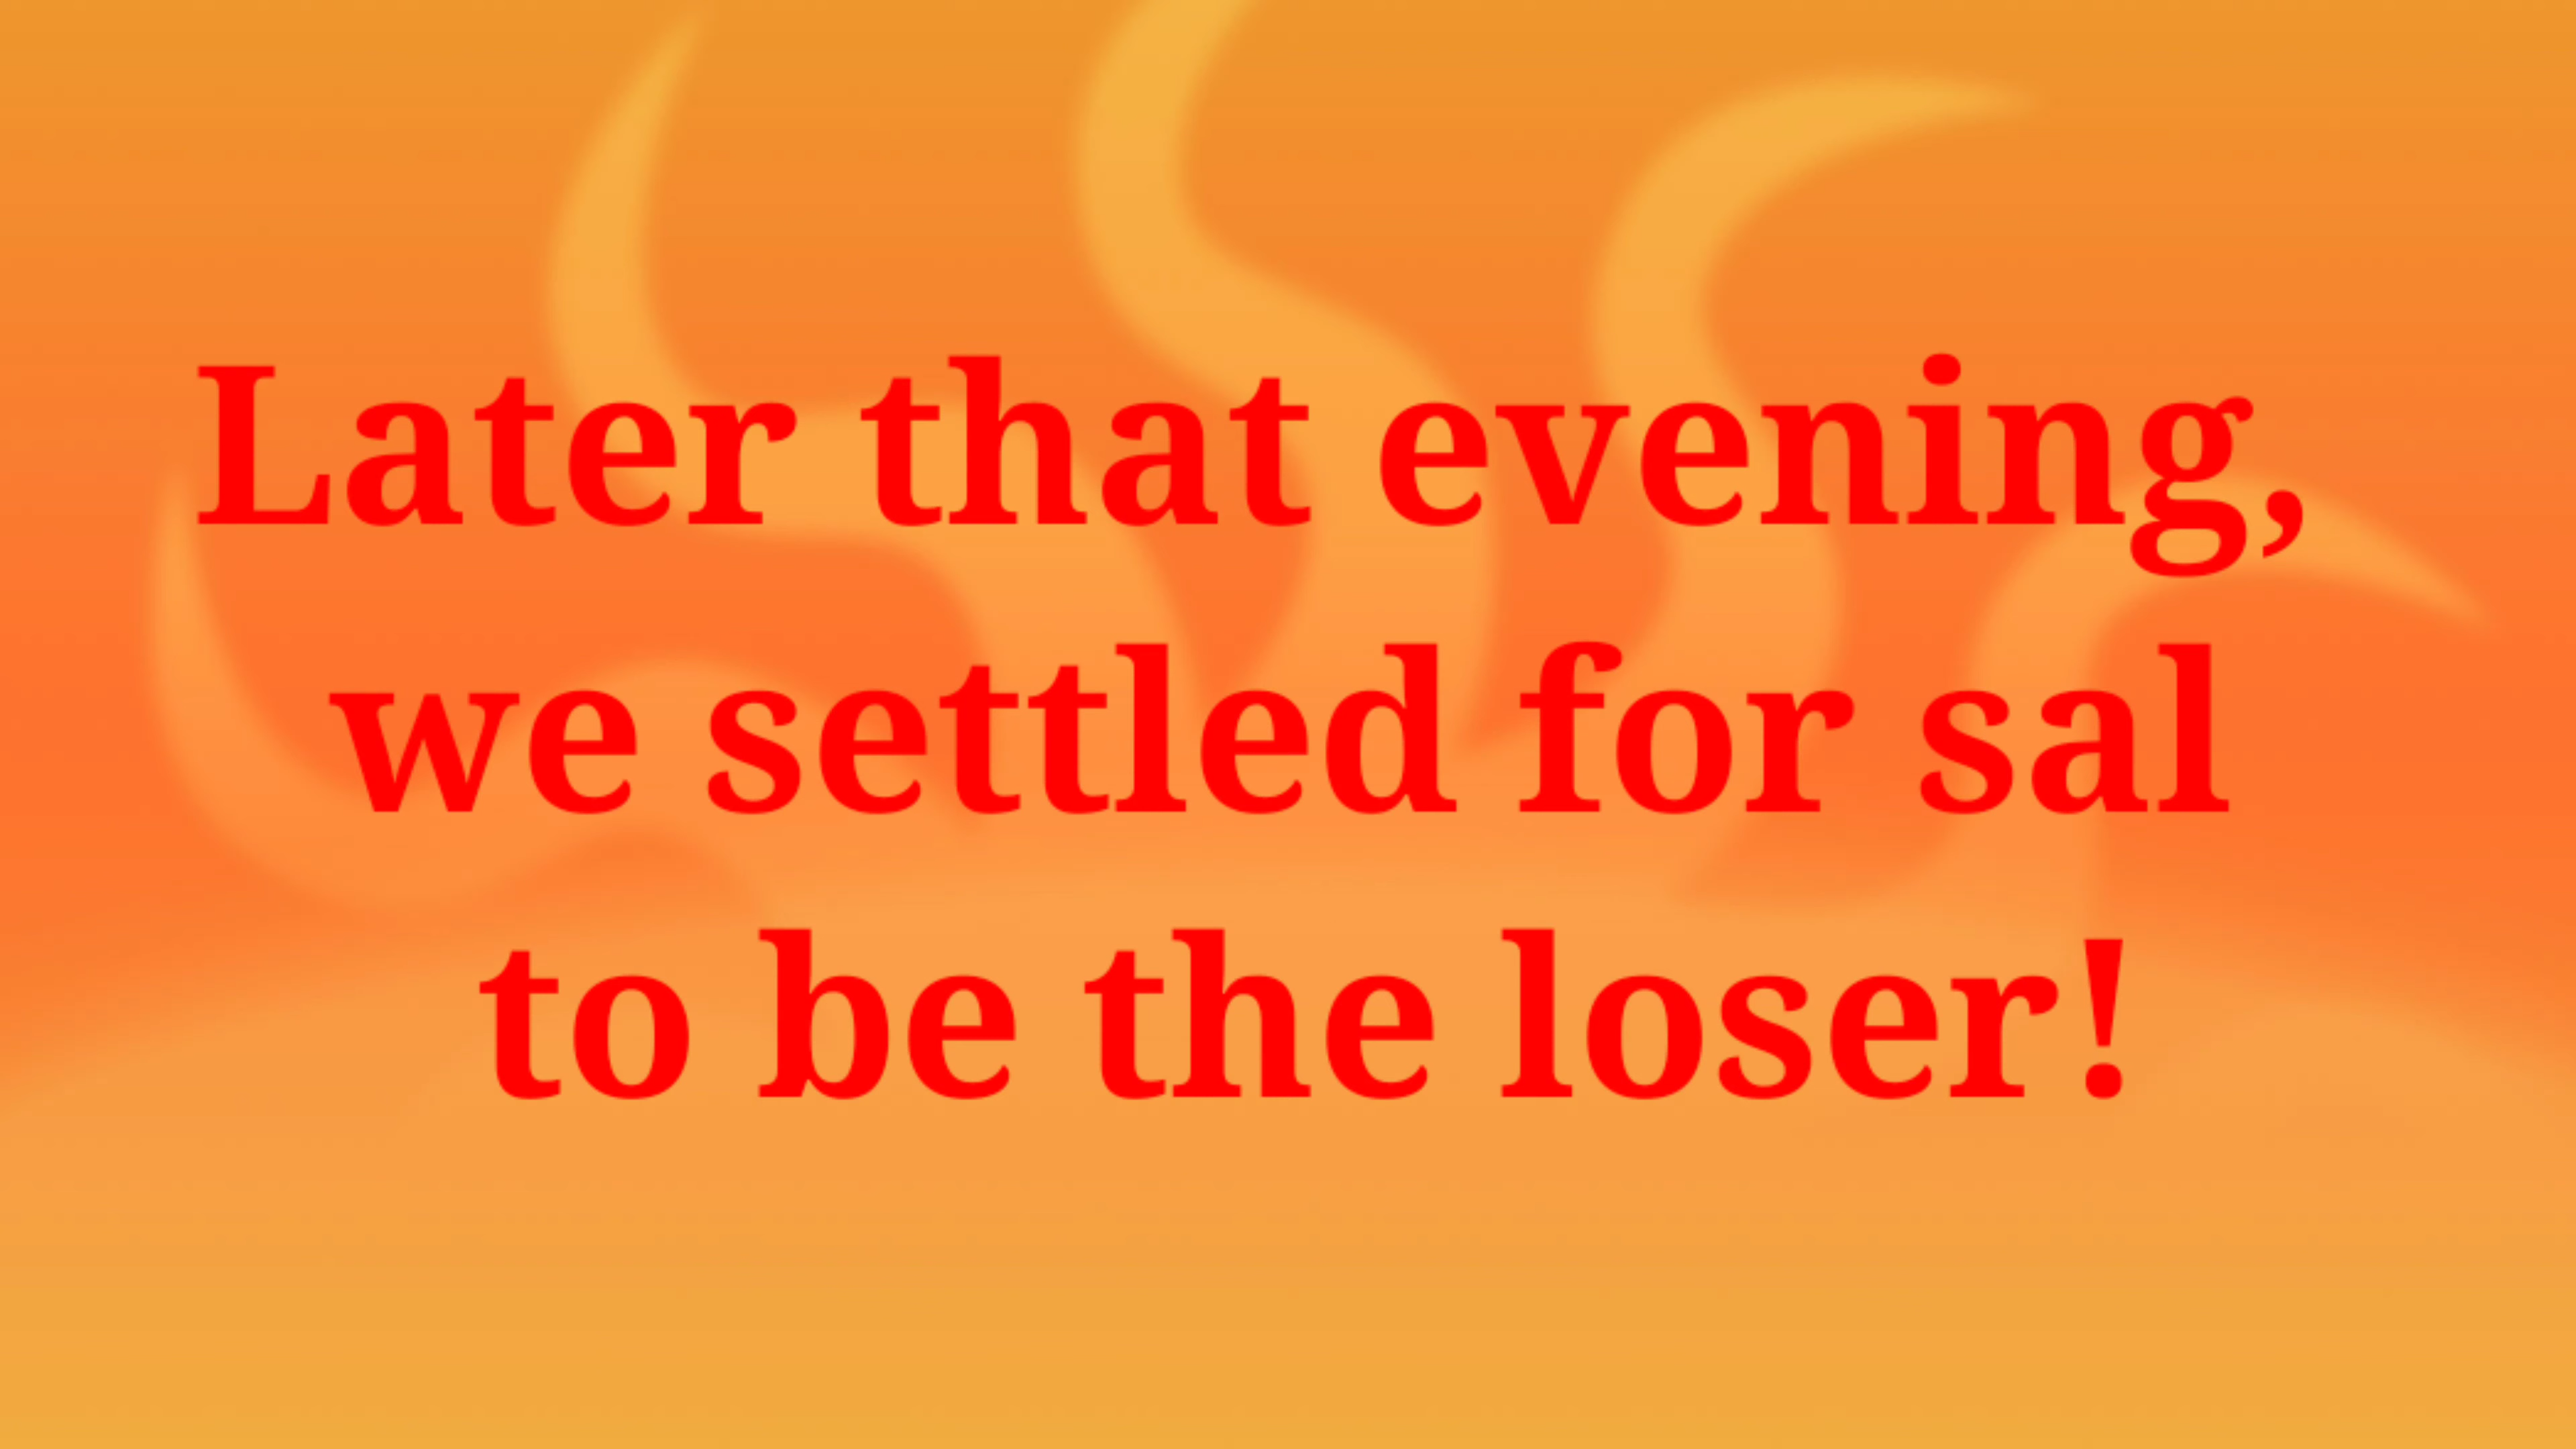 Later that evening,
we settled for sal
to be the loser!